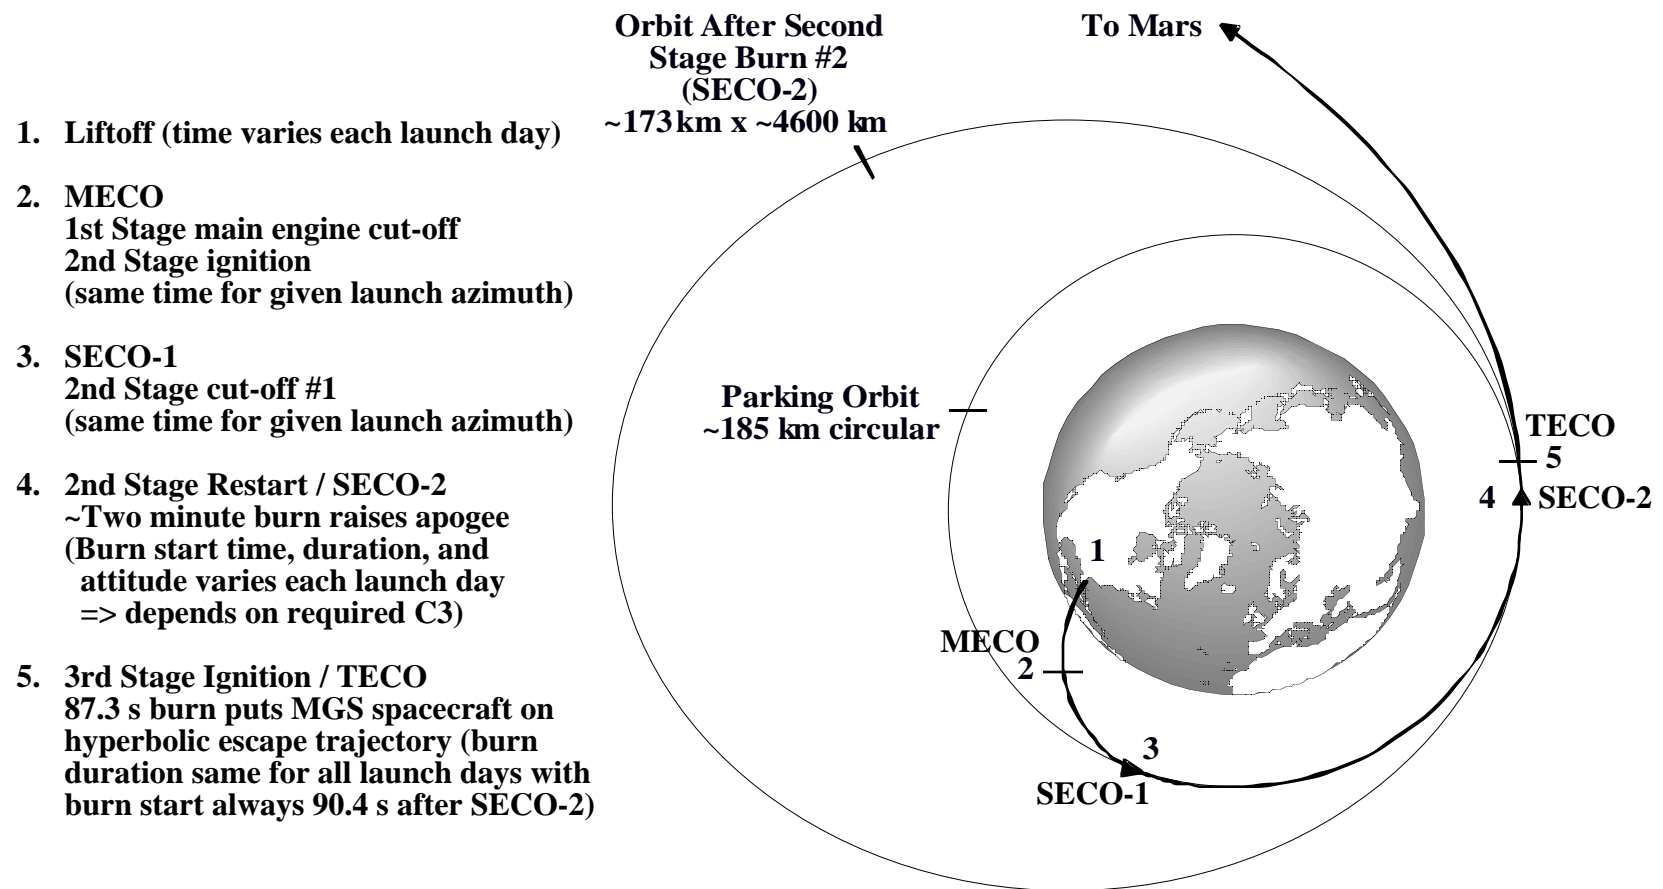 Orbit After Second
Stage Burn #2
(SECO-2)
~173 km x ~4600 km
To Mars
1. Liftoff (time varies each launch day)
2. MECO
1st Stage main engine cut-off
2nd Stage ignition
(same time for given launch azimuth)
3. SECO-1
2nd Stage cut-off #1
(same time for given launch azimuth)
4. 2nd Stage Restart / SECO-2
~Two minute burn raises apogee
(Burn start time, duration, and
attitude varies each launch day
=> depends on required C3)
5. 3rd Stage Ignition / TECO
87.3 s burn puts MGS spacecraft on
hyperbolic escape trajectory (burn
duration same for all launch days with
burn start always 90.4 s after SECO-2)
Parking Orbit
~185 km circular
TECO
5
4 SECO-2
1
MECO
2
3
SECO-1